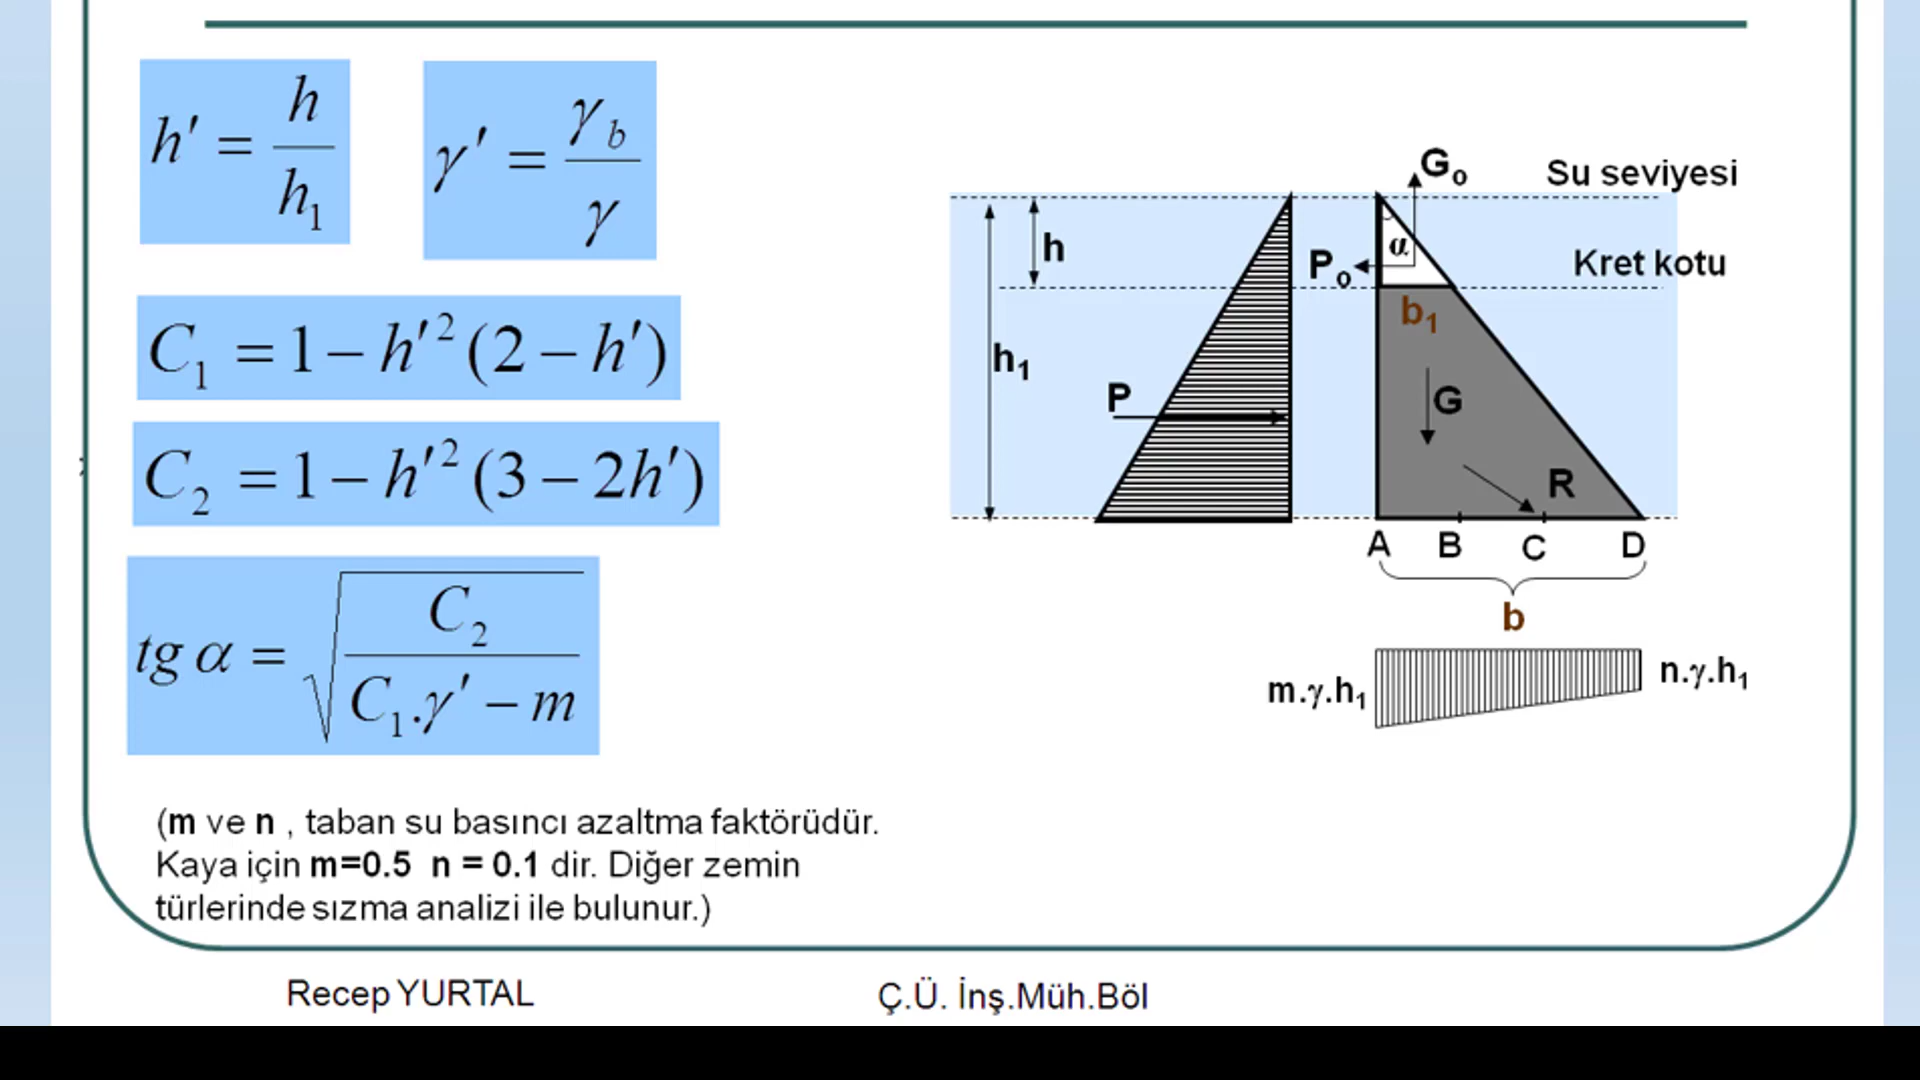 h' = h / h₁
γ' = γ_b / γ
C₁ = 1 – h'² (2 – h')
C₂ = 1 – h'² (3 – 2h')
tg α = √(C₂ / (C₁.γ' – m))
(m ve n , taban su basıncı azaltma faktörüdür.
Kaya için m=0.5 n = 0.1 dir. Diğer zemin
türlerinde sızma analizi ile bulunur.)
G₀
Su seviyesi
h
α
P₀
Kret kotu
b₁
h₁
P
G
R
A B C D
b
m.γ.h₁
n.γ.h₁
Recep YURTAL
Ç.Ü. İnş.Müh.Böl